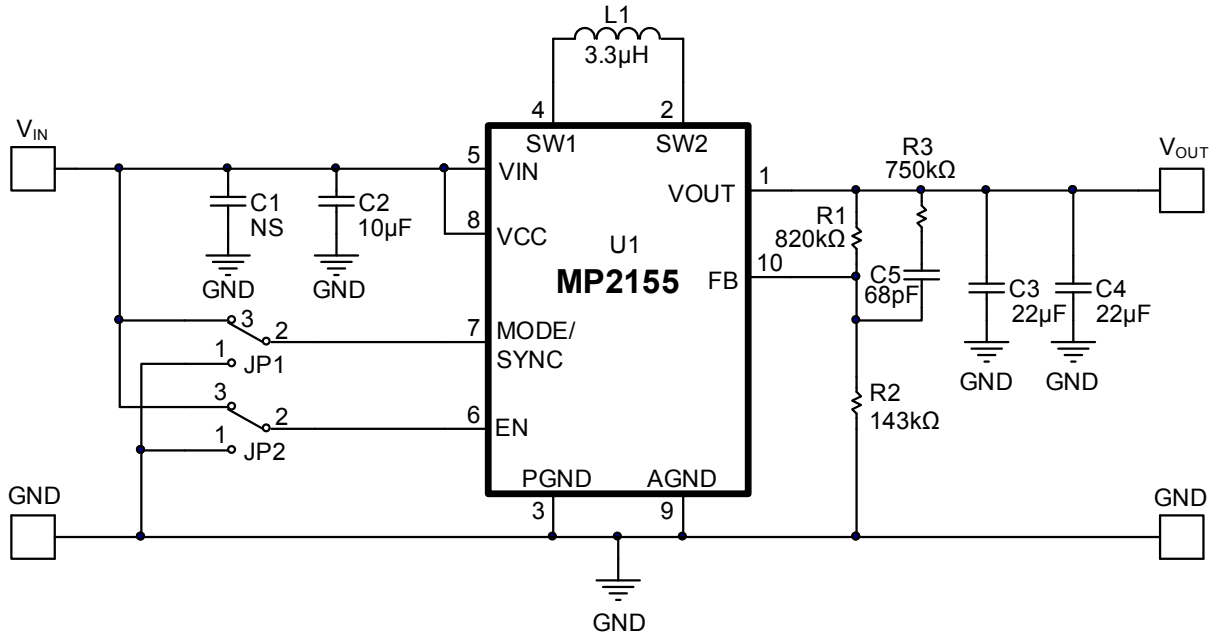 L1
3.3µH
4
2
SW1
SW2
VIN
5
VIN
C1
NS
GND
C2
10µF
GND
8
VCC
U1
MP2155
VOUT
1
FB
10
R1
820kΩ
R3
750kΩ
C5
68pF
C3
22µF
GND
C4
22µF
GND
VOUT
3
2
1
JP1
7
MODE/
SYNC
3
2
1
JP2
6
EN
R2
143kΩ
PGND
AGND
3
9
GND
GND
GND